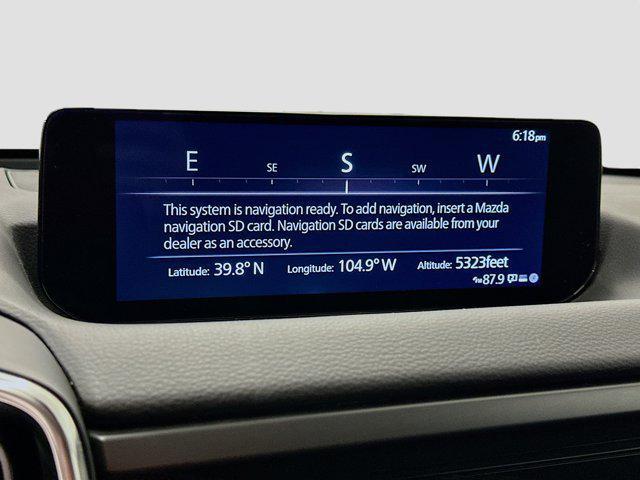 6:18pm
E SE S SW W
This system is navigation ready. To add navigation, insert a Mazda
navigation SD card. Navigation SD cards are available from your
dealer as an accessory.
Latitude: 39.8° N Longitude: 104.9° W Altitude: 5323feet
87.9